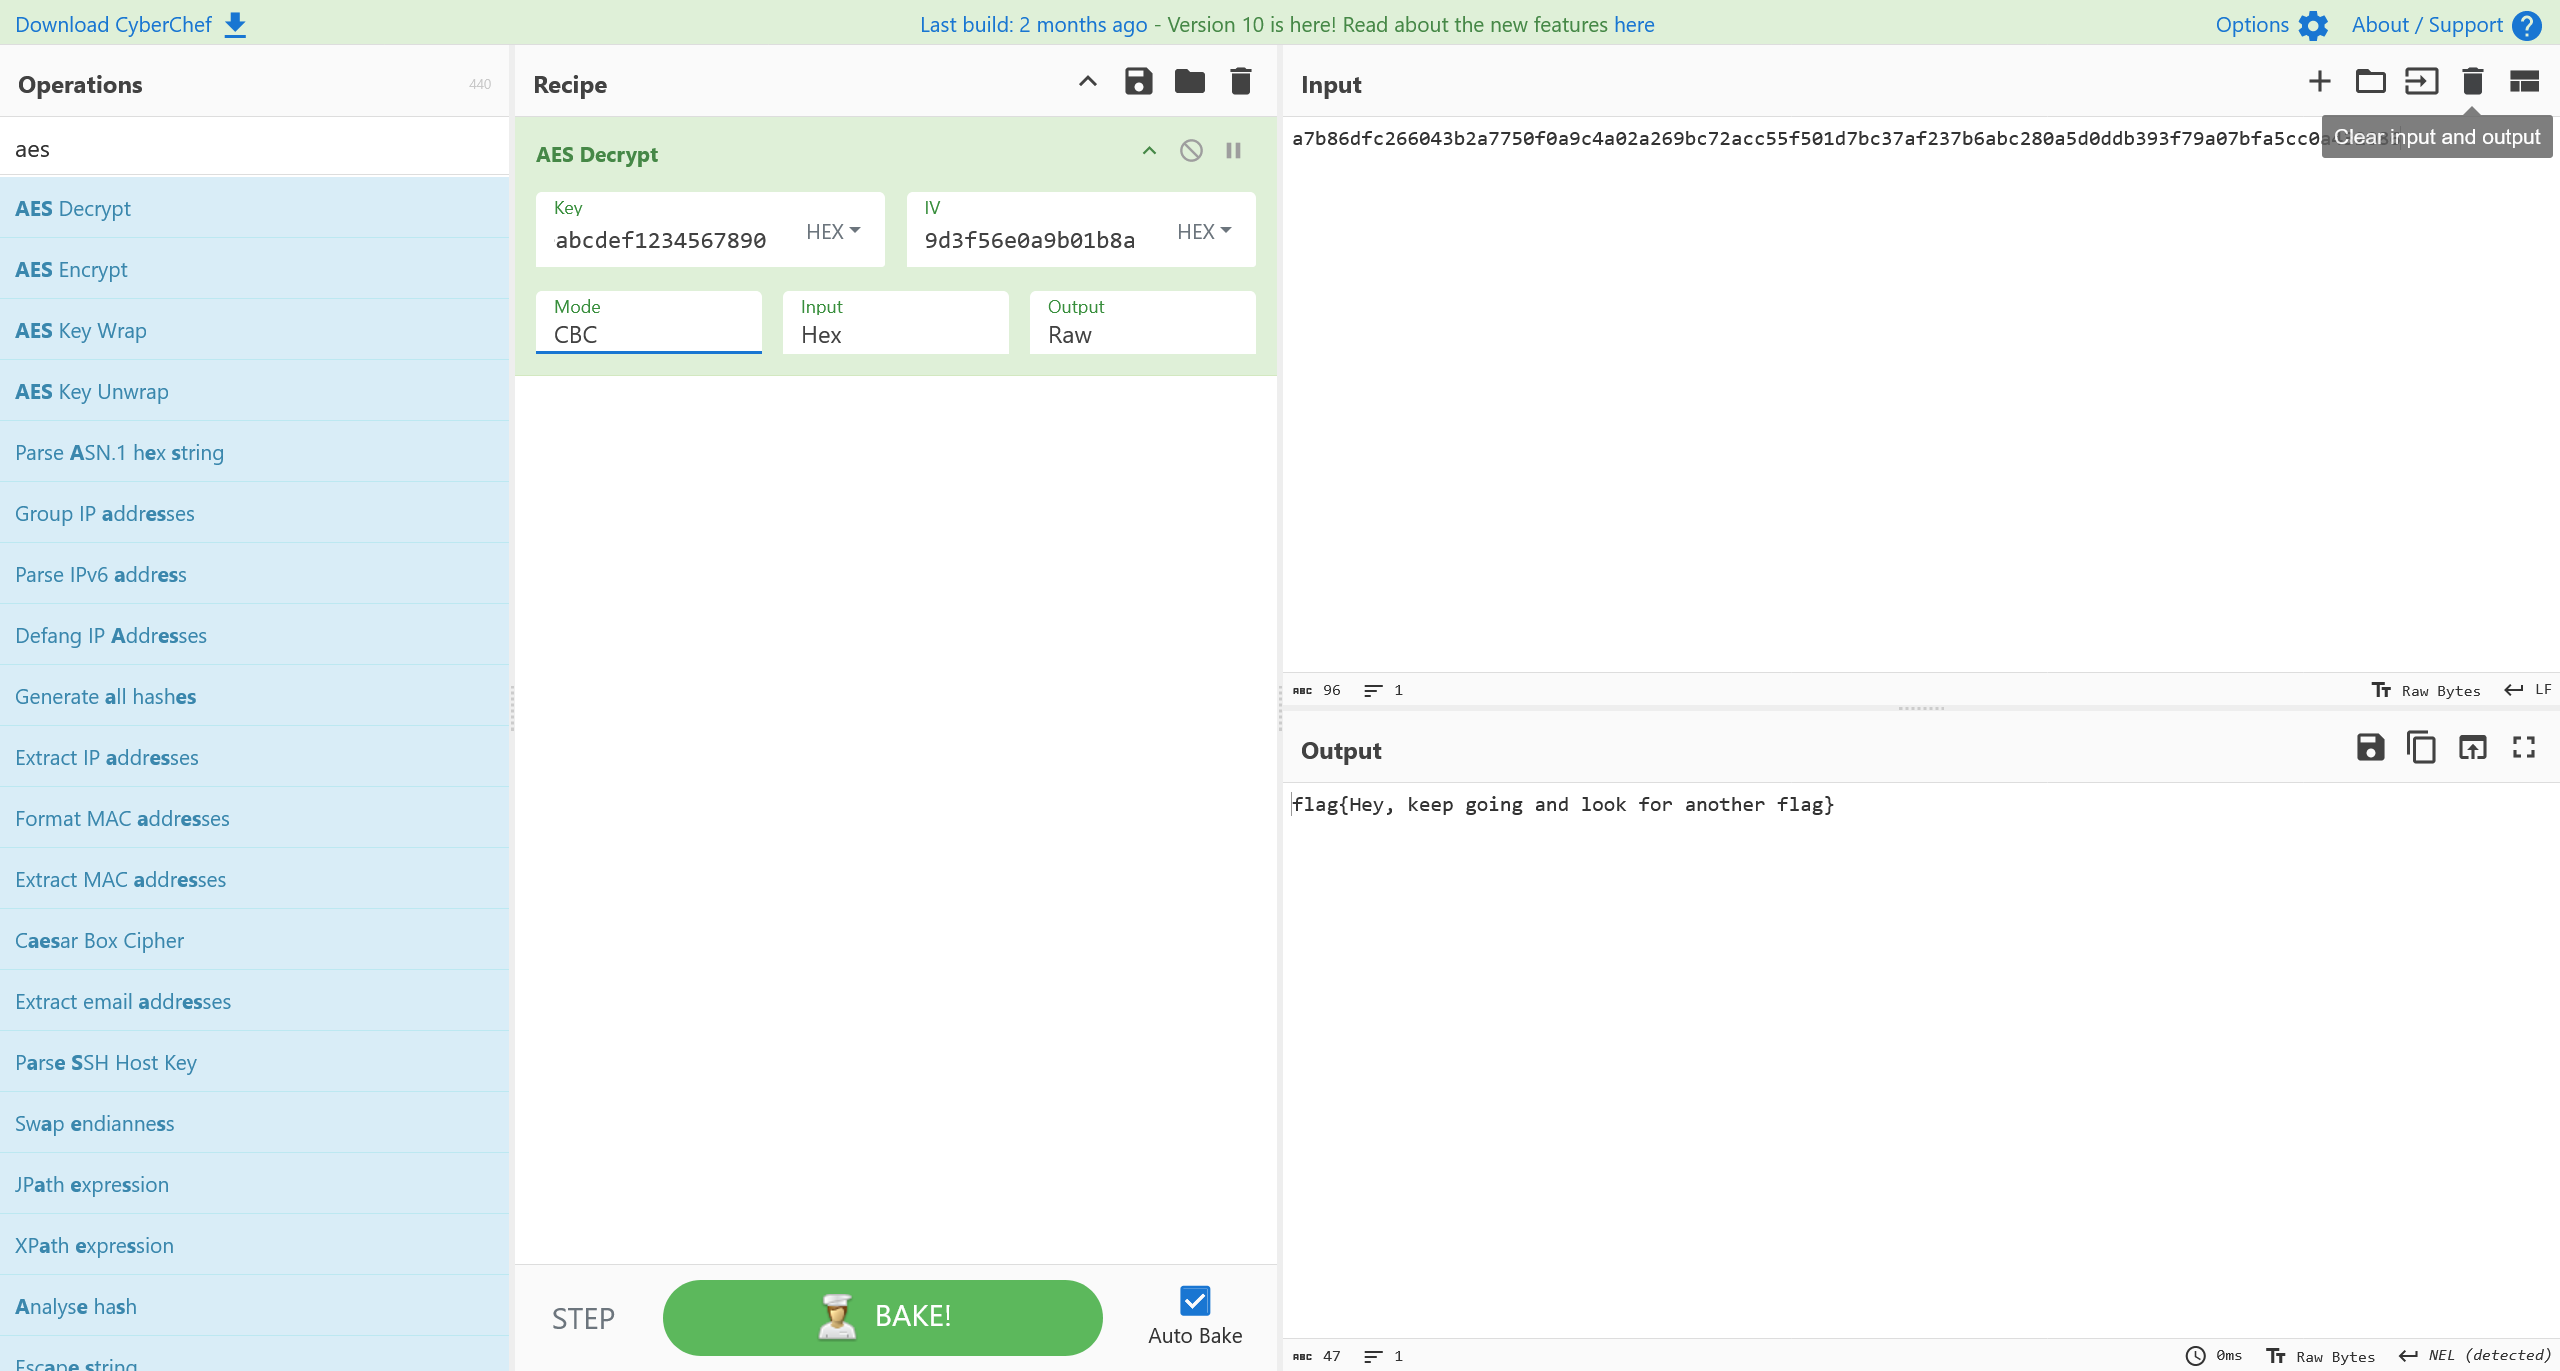 Download CyberChef
Last build: 2 months ago - Version 10 is here! Read about the new features here
Options
About / Support
Operations
440
aes
AES Decrypt
AES Encrypt
AES Key Wrap
AES Key Unwrap
Parse ASN.1 hex string
Group IP addresses
Parse IPv6 address
Defang IP Addresses
Generate all hashes
Extract IP addresses
Format MAC addresses
Extract MAC addresses
Caesar Box Cipher
Extract email addresses
Parse SSH Host Key
Swap endianness
JPath expression
XPath expression
Analyse hash
Escape string
Recipe
AES Decrypt
Key
abcdef1234567890
HEX
IV
9d3f56e0a9b01b8a
HEX
Mode
CBC
Input
Hex
Output
Raw
STEP
BAKE!
Auto Bake
Input
Clear input and output
a7b86dfc266043b2a7750f0a9c4a02a269bc72acc55f501d7bc37af237b6abc280a5d0ddb393f79a07bfa5cc0a
ABC 96
1
Raw Bytes
LF
Output
flag{Hey, keep going and look for another flag}
ABC 47
1
0ms
Raw Bytes
NEL (detected)